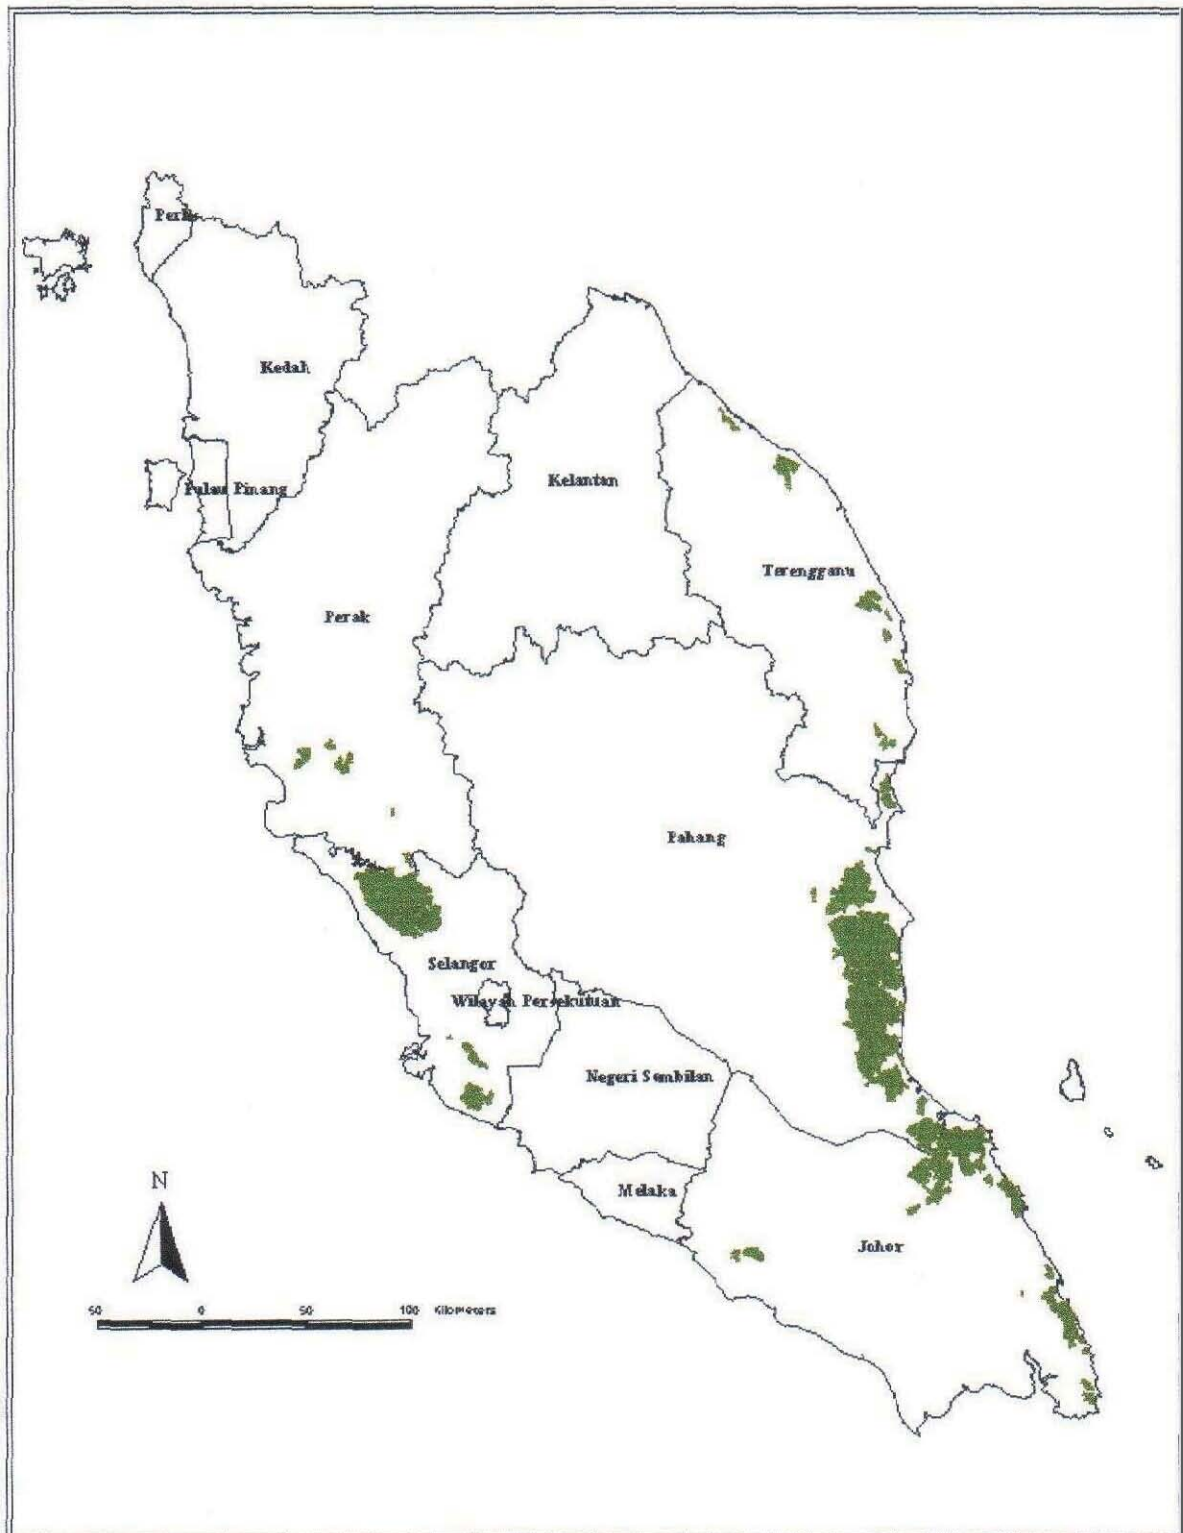 Perlis
Kedah
Pulau Pinang
Kelantan
Terengganu
Perak
Pahang
Selangor
Wilayah Persekutuan
Negeri Sembilan
Melaka
Johor
N
50 0 50 100 Kilometers